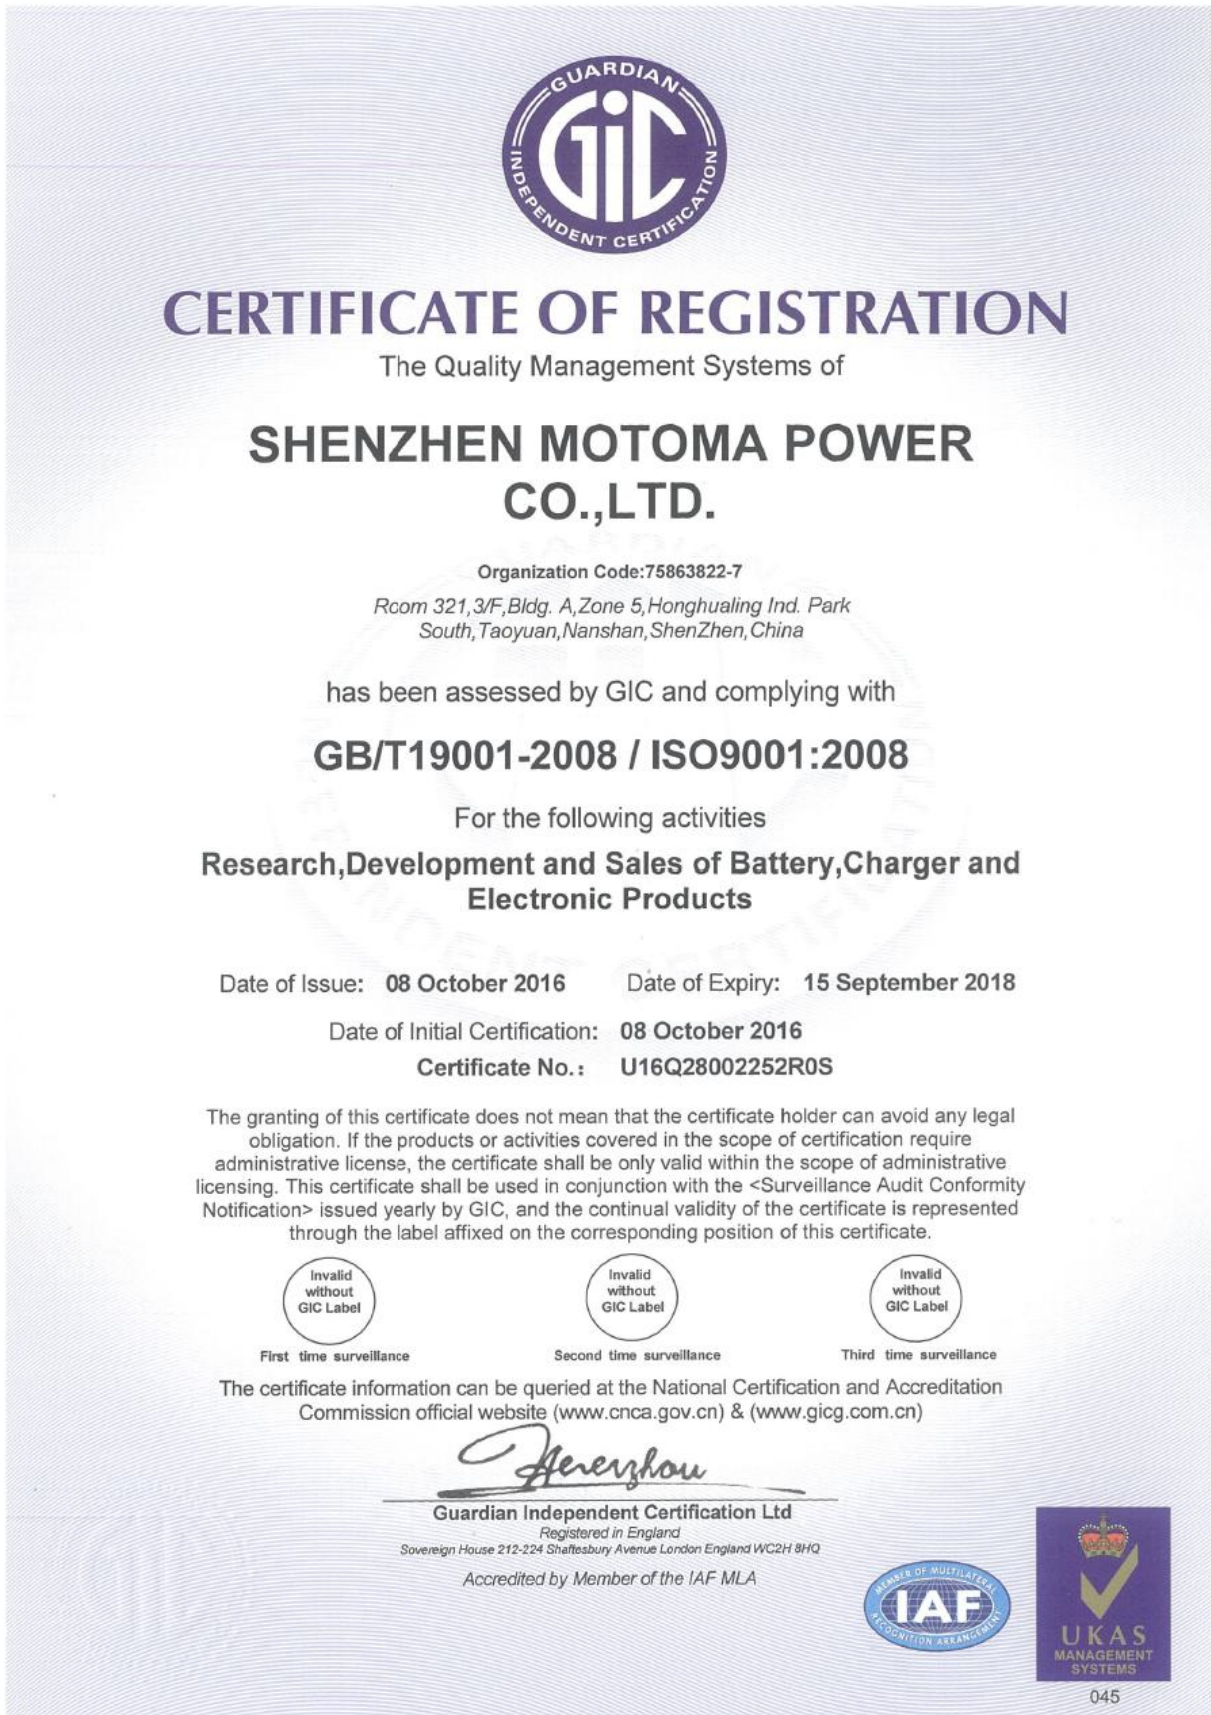 GUARDIAN
GiC
INDEPENDENT CERTIFICATION
CERTIFICATE OF REGISTRATION
The Quality Management Systems of
SHENZHEN MOTOMA POWER
CO.,LTD.
Organization Code:75863822-7
Room 321,3/F,Bldg. A,Zone 5,Honghualing Ind. Park
South,Taoyuan,Nanshan,ShenZhen,China
has been assessed by GIC and complying with
GB/T19001-2008 / ISO9001:2008
For the following activities
Research,Development and Sales of Battery,Charger and
Electronic Products
Date of Issue: 08 October 2016 Date of Expiry: 15 September 2018
Date of Initial Certification: 08 October 2016
Certificate No.: U16Q28002252R0S
The granting of this certificate does not mean that the certificate holder can avoid any legal
obligation. If the products or activities covered in the scope of certification require
administrative license, the certificate shall be only valid within the scope of administrative
licensing. This certificate shall be used in conjunction with the <Surveillance Audit Conformity
Notification> issued yearly by GIC, and the continual validity of the certificate is represented
through the label affixed on the corresponding position of this certificate.
Invalid
without
GIC Label
First time surveillance
Invalid
without
GIC Label
Second time surveillance
Invalid
without
GIC Label
Third time surveillance
The certificate information can be queried at the National Certification and Accreditation
Commission official website (www.cnca.gov.cn) & (www.gicg.com.cn)
Guardian Independent Certification Ltd
Registered in England
Sovereign House 212-224 Shaftesbury Avenue London England WC2H 8HQ
Accredited by Member of the IAF MLA
MEMBER OF MULTILATERAL
IAF
RECOGNITION ARRANGEMENT
UKAS
MANAGEMENT
SYSTEMS
045